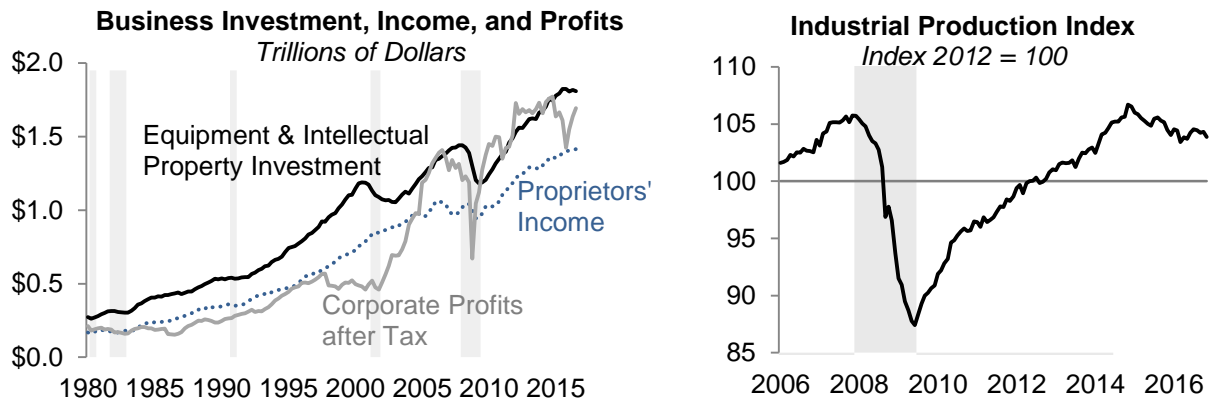 Business Investment, Income, and Profits
Trillions of Dollars
$2.0
$1.5
$1.0
$0.5
$0.0
Equipment & Intellectual
Property Investment
Proprietors'
Income
Corporate Profits
after Tax
1980 1985 1990 1995 2000 2005 2010 2015
Industrial Production Index
Index 2012 = 100
110
105
100
95
90
85
2006 2008 2010 2012 2014 2016